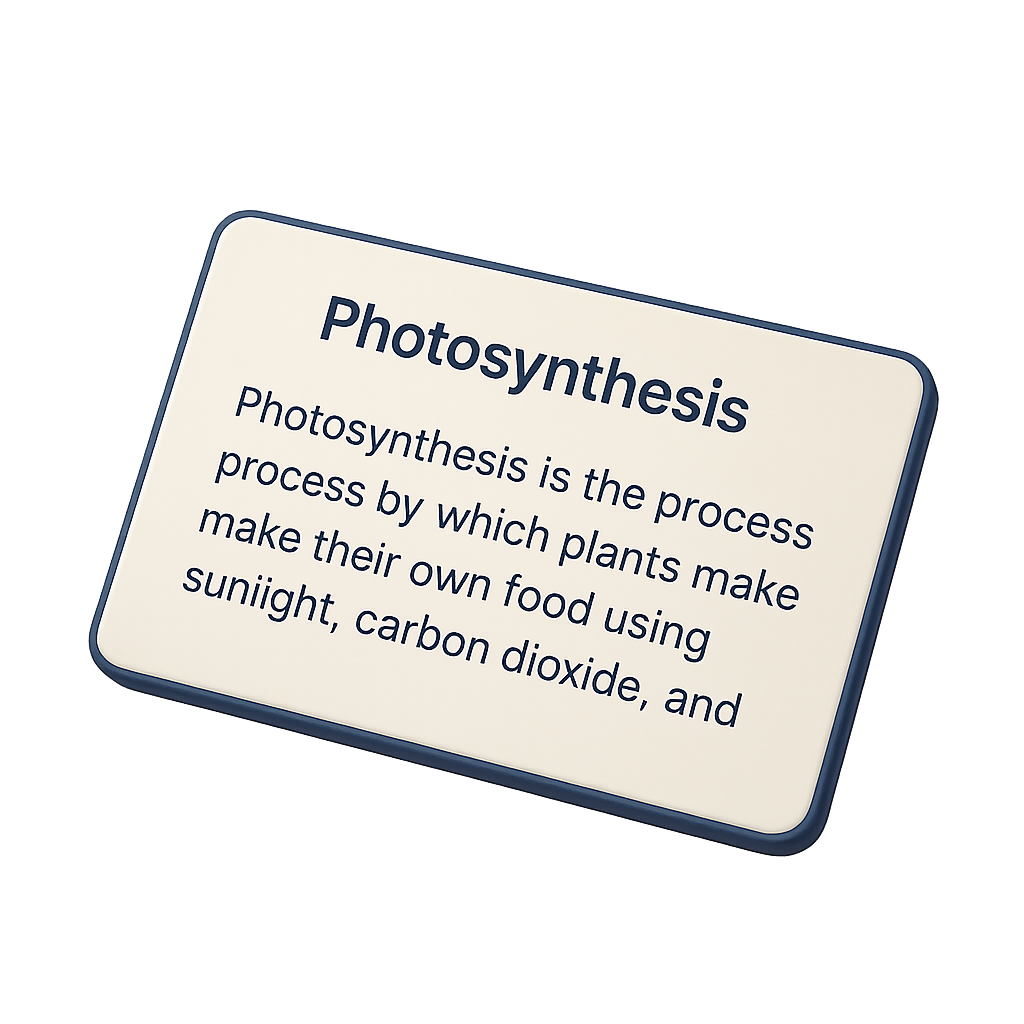 Photosynthesis
Photosynthesis is the process
process by which plants make
make their own food using
suniight, carbon dioxide, and